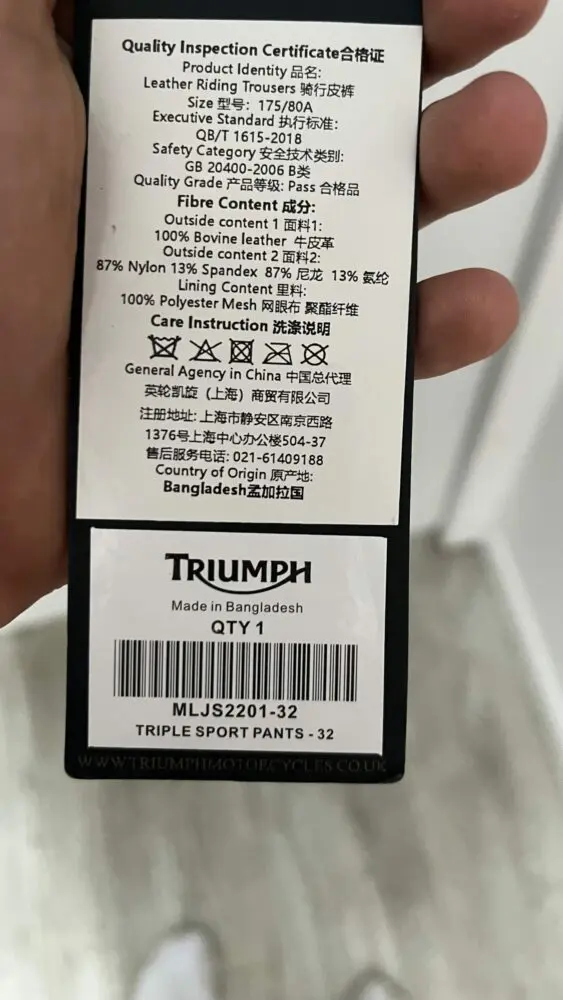 Quality Inspection Certificate合格证
Product Identity 品名:
Leather Riding Trousers 骑行皮裤
Size 型号: 175/80A
Executive Standard 执行标准:
QB/T 1615-2018
Safety Category 安全技术类别:
GB 20400-2006 B类
Quality Grade 产品等级: Pass 合格品
Fibre Content 成分:
Outside content 1 面料1:
100% Bovine leather 牛皮革
Outside content 2 面料2:
87% Nylon 13% Spandex 87% 尼龙 13% 氨纶
Lining Content 里料:
100% Polyester Mesh 网眼布 聚酯纤维
Care Instruction 洗涤说明
General Agency in China 中国总代理
英轮凯旋（上海）商贸有限公司
注册地址: 上海市静安区南京西路
1376号上海中心办公楼504-37
售后服务电话: 021-61409188
Country of Origin 原产地:
Bangladesh孟加拉国
TRIUMPH
Made in Bangladesh
QTY 1
MLJS2201-32
TRIPLE SPORT PANTS - 32
WWW.TRIUMPHMOTORCYCLES.CO.UK